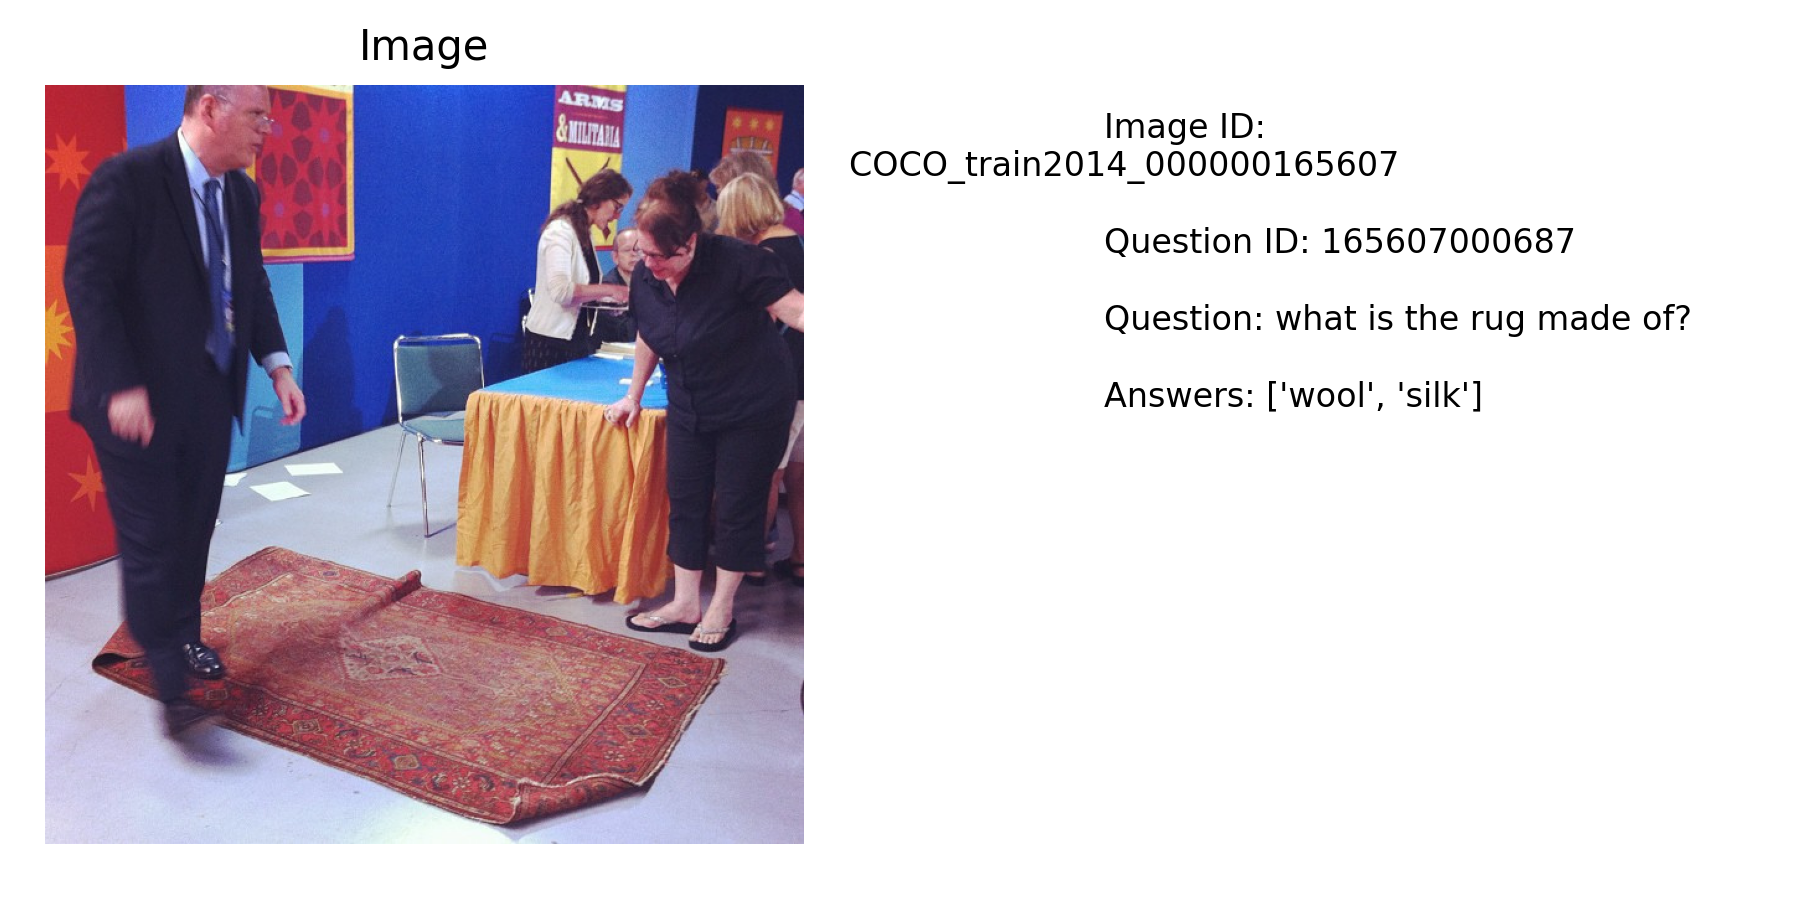 Image
ARMS
& MILITARIA
Image ID:
COCO_train2014_000000165607
Question ID: 165607000687
Question: what is the rug made of?
Answers: ['wool', 'silk']